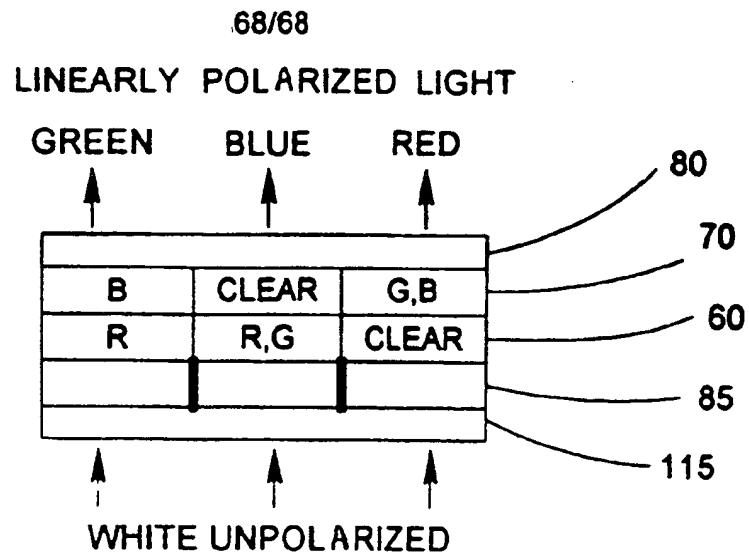 68/68
LINEARLY POLARIZED LIGHT
GREEN BLUE RED
80
70
B CLEAR G,B
60
R R,G CLEAR
85
115
WHITE UNPOLARIZED